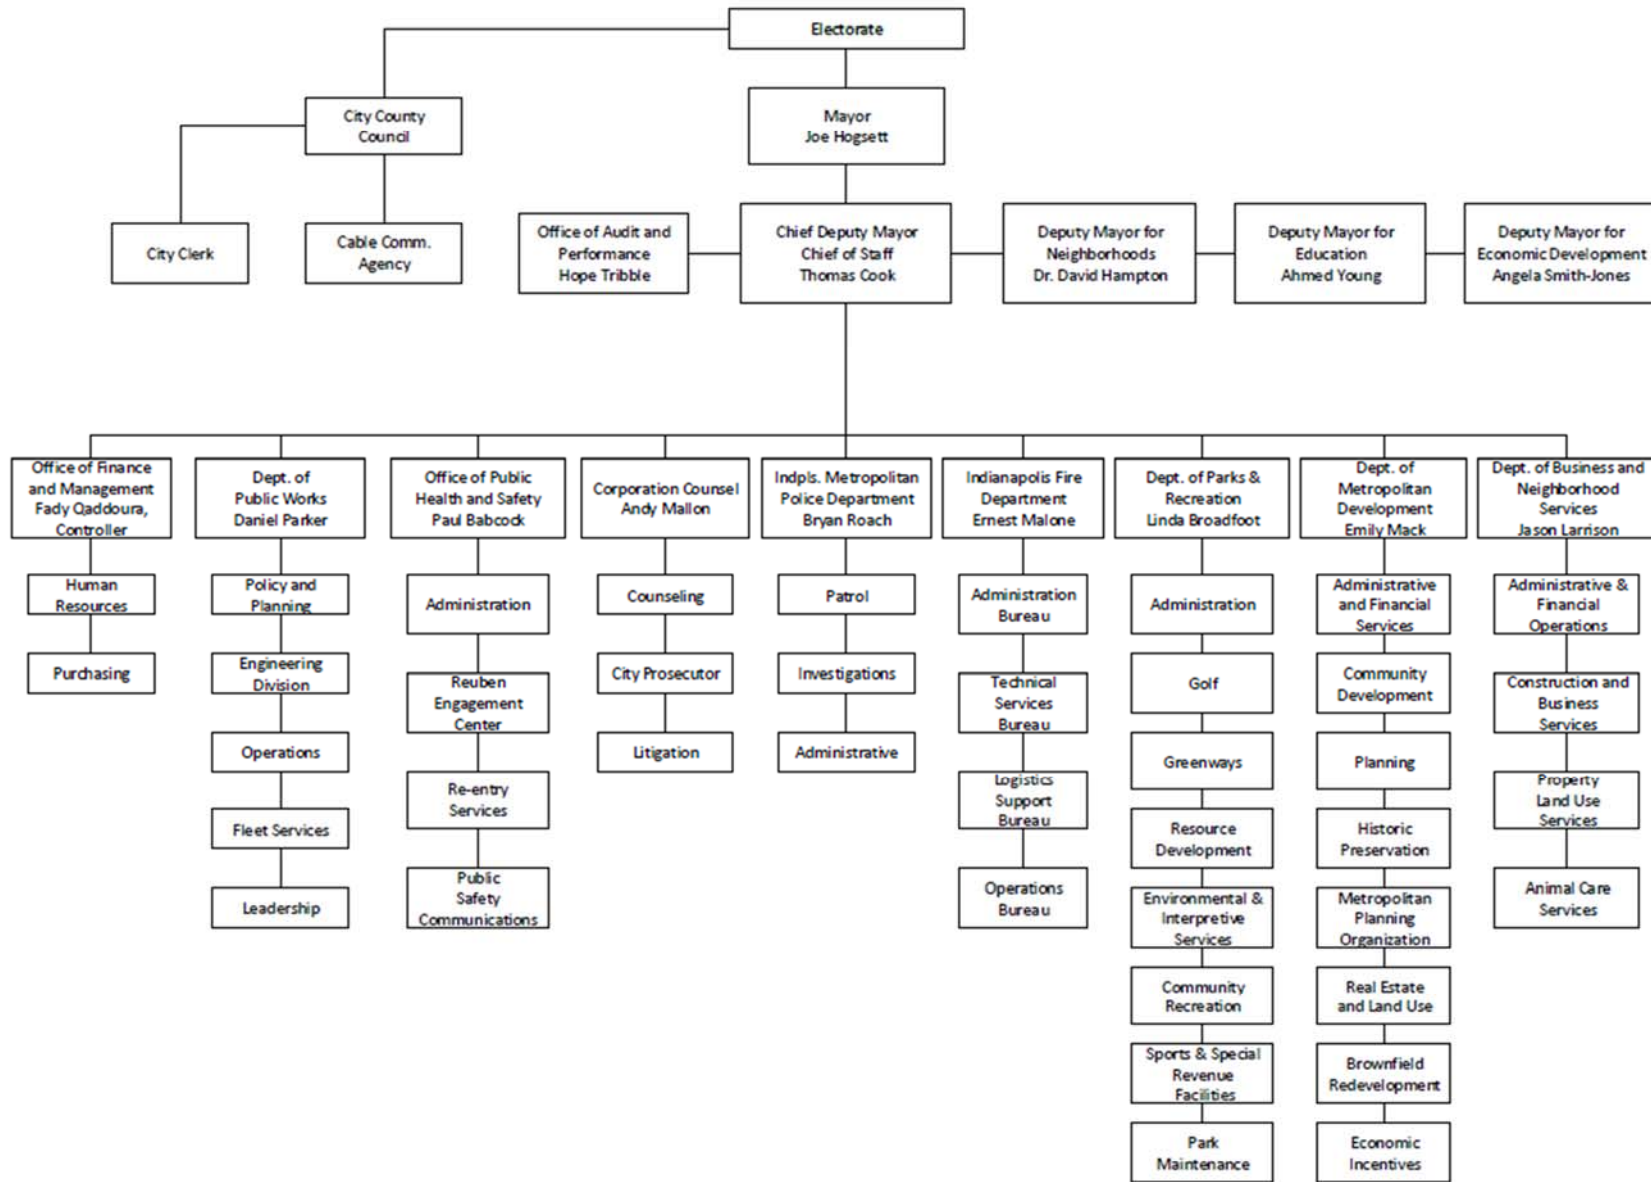 Electorate
City County
Council
Mayor
Joe Hogsett
City Clerk
Cable Comm.
Agency
Office of Audit and
Performance
Hope Tribble
Chief Deputy Mayor
Chief of Staff
Thomas Cook
Deputy Mayor for
Neighborhoods
Dr. David Hampton
Deputy Mayor for
Education
Ahmed Young
Deputy Mayor for
Economic Development
Angela Smith-Jones
Office of Finance
and Management
Fady Qaddoura,
Controller
Human
Resources
Purchasing
Dept. of
Public Works
Daniel Parker
Policy and
Planning
Engineering
Division
Operations
Fleet Services
Leadership
Office of Public
Health and Safety
Paul Babcock
Administration
Reuben
Engagement
Center
Re-entry
Services
Public
Safety
Communications
Corporation Counsel
Andy Mallon
Counseling
City Prosecutor
Litigation
Indpls. Metropolitan
Police Department
Bryan Roach
Patrol
Investigations
Administrative
Indianapolis Fire
Department
Ernest Malone
Administration
Bureau
Technical
Services
Bureau
Logistics
Support
Bureau
Operations
Bureau
Dept. of Parks &
Recreation
Linda Broadfoot
Administration
Golf
Greenways
Resource
Development
Environmental &
Interpretive
Services
Community
Recreation
Sports & Special
Revenue
Facilities
Park
Maintenance
Dept. of
Metropolitan
Development
Emily Mack
Administrative
and Financial
Services
Community
Development
Planning
Historic
Preservation
Metropolitan
Planning
Organization
Real Estate
and Land Use
Brownfield
Redevelopment
Economic
Incentives
Dept. of Business and
Neighborhood
Services
Jason Larrison
Administrative &
Financial
Operations
Construction and
Business
Services
Property
Land Use
Services
Animal Care
Services